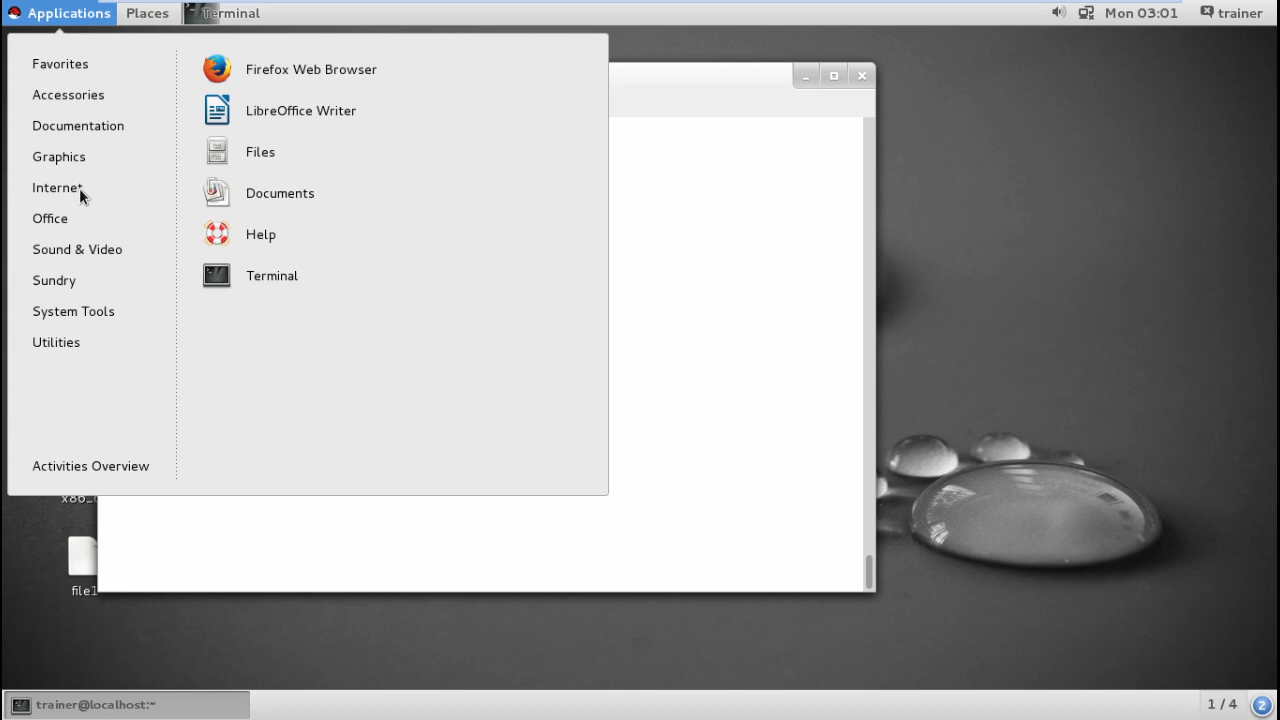 Applications Places Terminal Mon 03:01 trainer
Favorites
Accessories
Documentation
Graphics
Internet
Office
Sound & Video
Sundry
System Tools
Utilities
Activities Overview
Firefox Web Browser
LibreOffice Writer
Files
Documents
Help
Terminal
file1
trainer@localhost:~
1 / 4
2